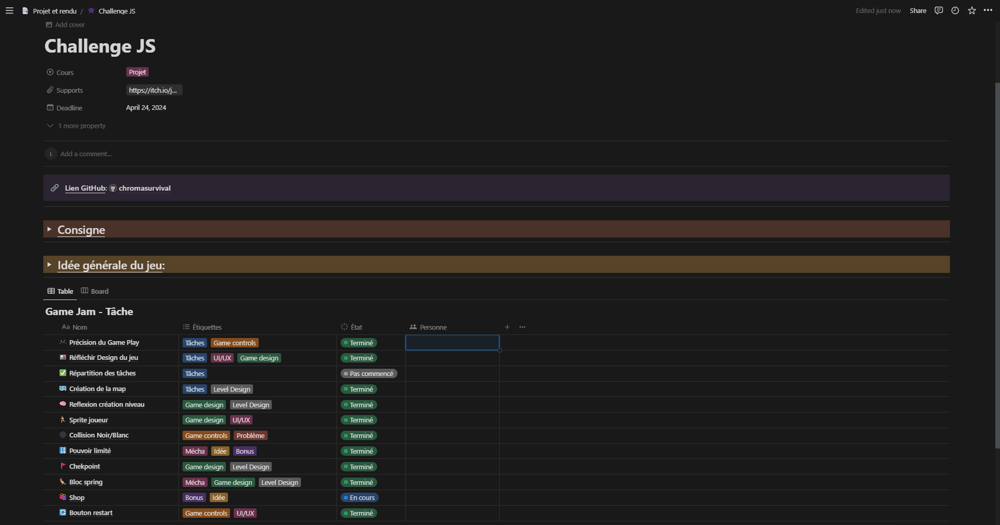 Projet et rendu / Challenge JS
Edited just now Share
Add cover
Challenge JS
Cours Projet
Supports https://itch.io/j...
Deadline April 24, 2024
1 more property
L Add a comment...
Lien GitHub: chromasurvival
Consigne
Idée générale du jeu:
Table Board
Game Jam - Tâche
Aa Nom Étiquettes État Personne
Précision du Game Play Tâches Game controls Terminé
Réfléchir Design du jeu Tâches UI/UX Game design Terminé
Répartition des tâches Tâches Pas commencé
Création de la map Tâches Level Design Terminé
Reflexion création niveau Game design Level Design Terminé
Sprite joueur Game design UI/UX Terminé
Collision Noir/Blanc Game controls Problème Terminé
Pouvoir limité Mécha Idée Bonus Terminé
Chekpoint Game design Level Design Terminé
Bloc spring Mécha Game design Level Design Terminé
Shop Bonus Idée En cours
Bouton restart Game controls UI/UX Terminé